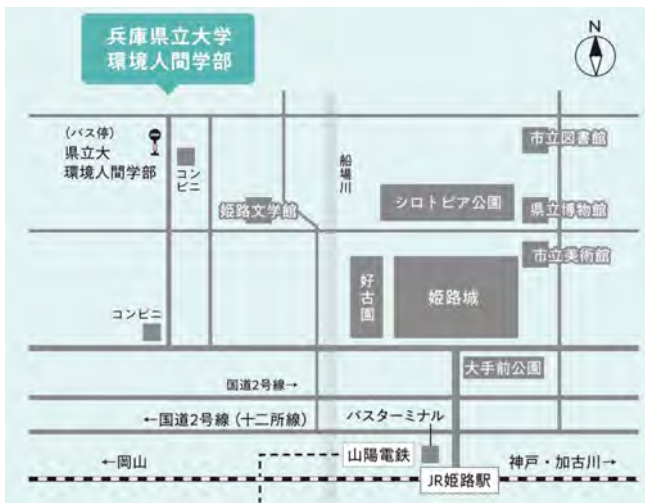 兵庫県立大学
環境人間学部
N
(バス停)
県立大
環境人間学部
コン
ビニ
船場川
市立図書館
姫路文学館
シロトピア公園
県立博物館
市立美術館
好古園
姫路城
コンビニ
大手前公園
国道2号線→
←国道2号線(十二所線)
バスターミナル
←岡山
山陽電鉄
神戸・加古川→
JR姫路駅